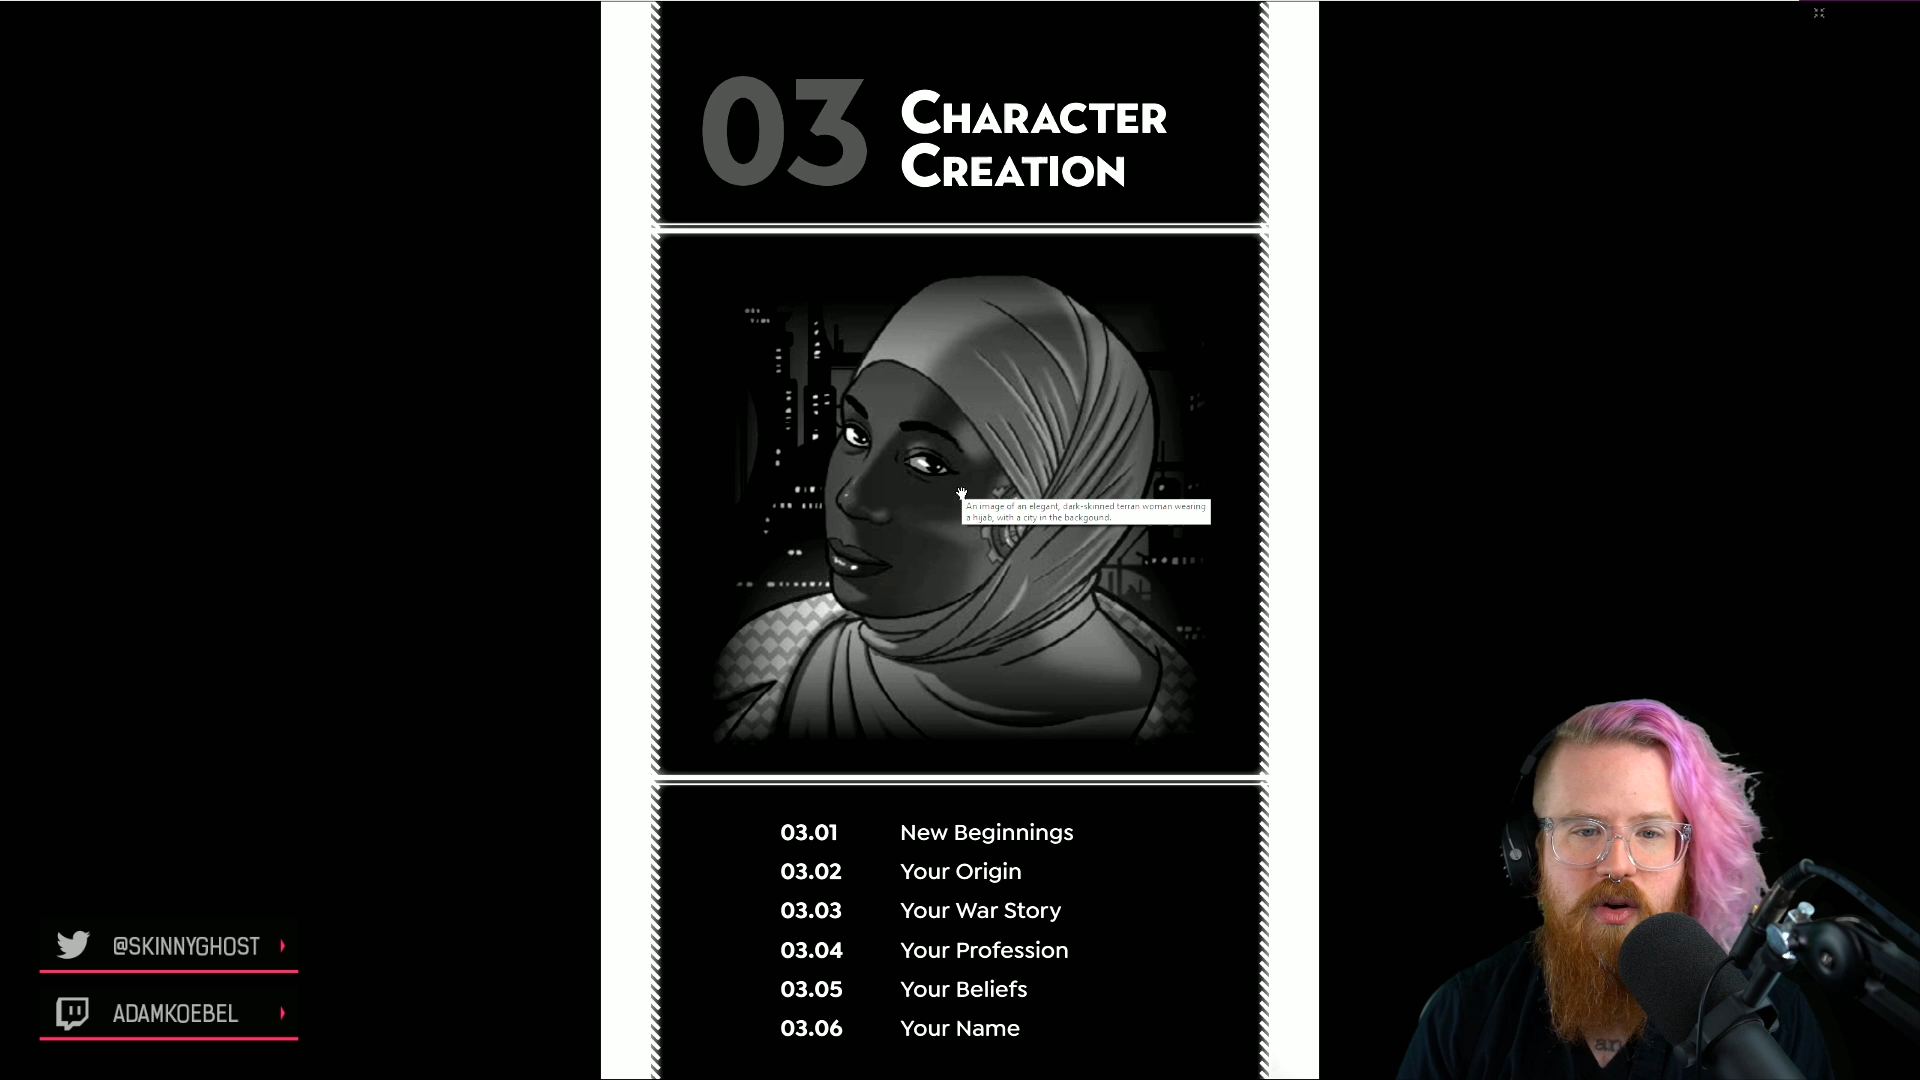 03
CHARACTER
CREATION
An image of an elegant, dark-skinned terran woman wearing
a hijab, with a city in the backgound.
03.01 New Beginnings
03.02 Your Origin
03.03 Your War Story
03.04 Your Profession
03.05 Your Beliefs
03.06 Your Name
@SKINNYGHOST
ADAMKOEBEL